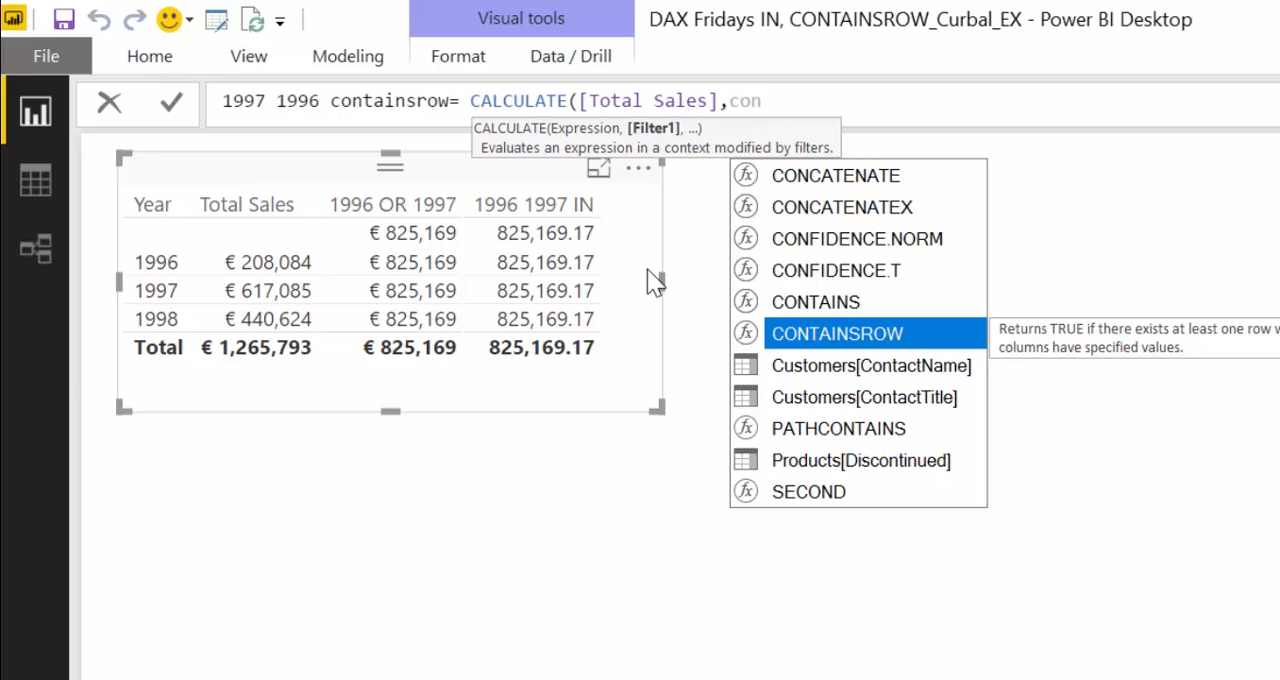 Visual tools
DAX Fridays IN, CONTAINSROW_Curbal_EX - Power BI Desktop
File Home View Modeling Format Data / Drill
1997 1996 containsrow= CALCULATE([Total Sales],con
CALCULATE(Expression, [Filter1], ...)
Evaluates an expression in a context modified by filters.
Year Total Sales 1996 OR 1997 1996 1997 IN
€ 825,169 825,169.17
1996 € 208,084 € 825,169 825,169.17
1997 € 617,085 € 825,169 825,169.17
1998 € 440,624 € 825,169 825,169.17
Total € 1,265,793 € 825,169 825,169.17
CONCATENATE
CONCATENATEX
CONFIDENCE.NORM
CONFIDENCE.T
CONTAINS
CONTAINSROW
Returns TRUE if there exists at least one row w
columns have specified values.
Customers[ContactName]
Customers[ContactTitle]
PATHCONTAINS
Products[Discontinued]
SECOND